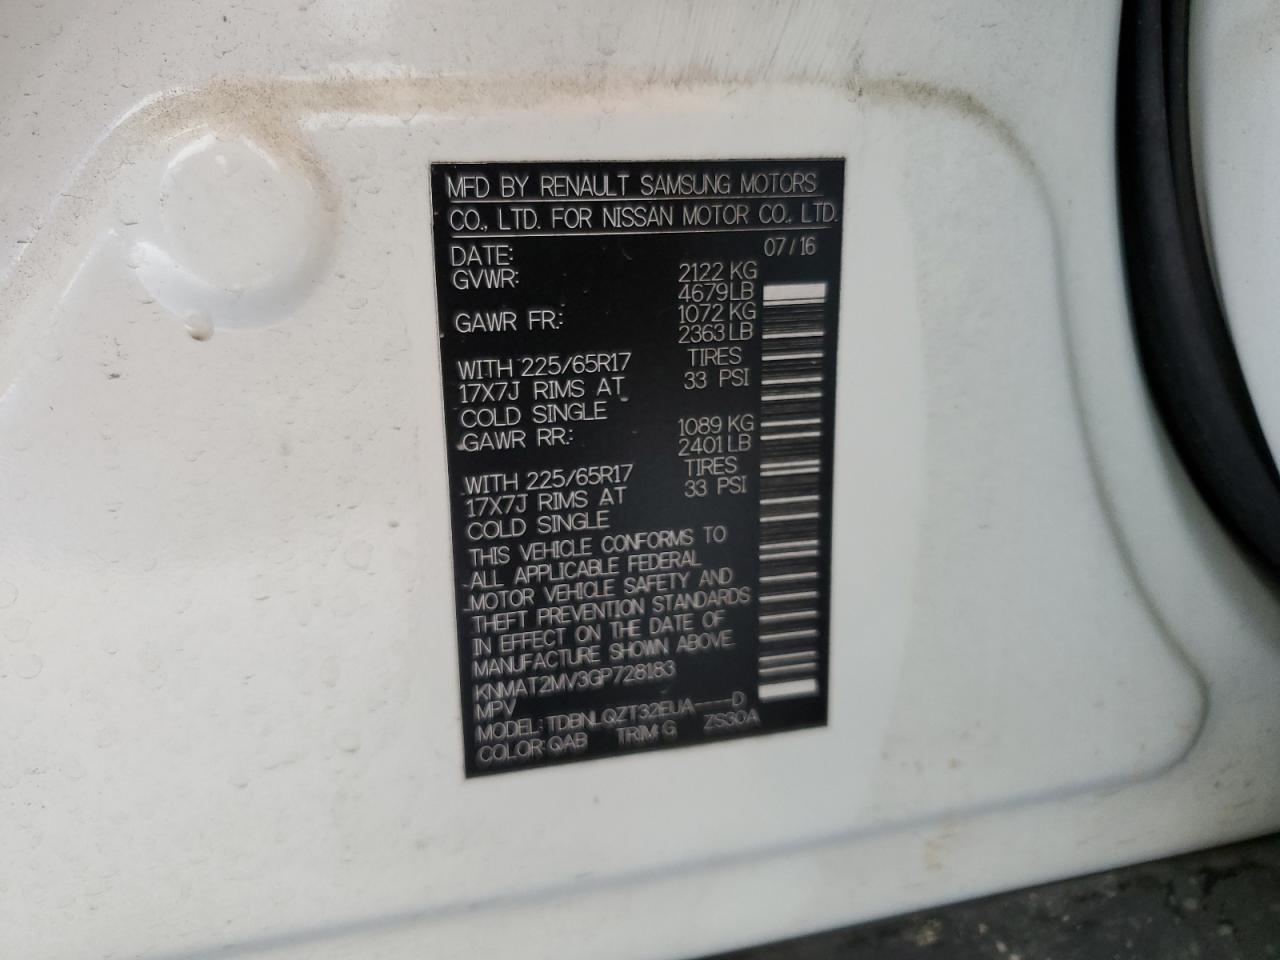 MFD BY RENAULT SAMSUNG MOTORS
CO., LTD. FOR NISSAN MOTOR CO., LTD.
DATE: 07/16
GVWR: 2122 KG
4679 LB
GAWR FR.: 1072 KG
2363 LB
WITH 225/65R17 TIRES
17X7J RIMS AT 33 PSI
COLD SINGLE
GAWR RR.: 1089 KG
2401 LB
WITH 225/65R17 TIRES
17X7J RIMS AT 33 PSI
COLD SINGLE
THIS VEHICLE CONFORMS TO
ALL APPLICABLE FEDERAL
MOTOR VEHICLE SAFETY AND
THEFT PREVENTION STANDARDS
IN EFFECT ON THE DATE OF
MANUFACTURE SHOWN ABOVE.
KNMAT2MV3GP728183
MPV
MODEL: TDBNLQZT32EUA----D
COLOR: QAB TRIM: G ZS30A